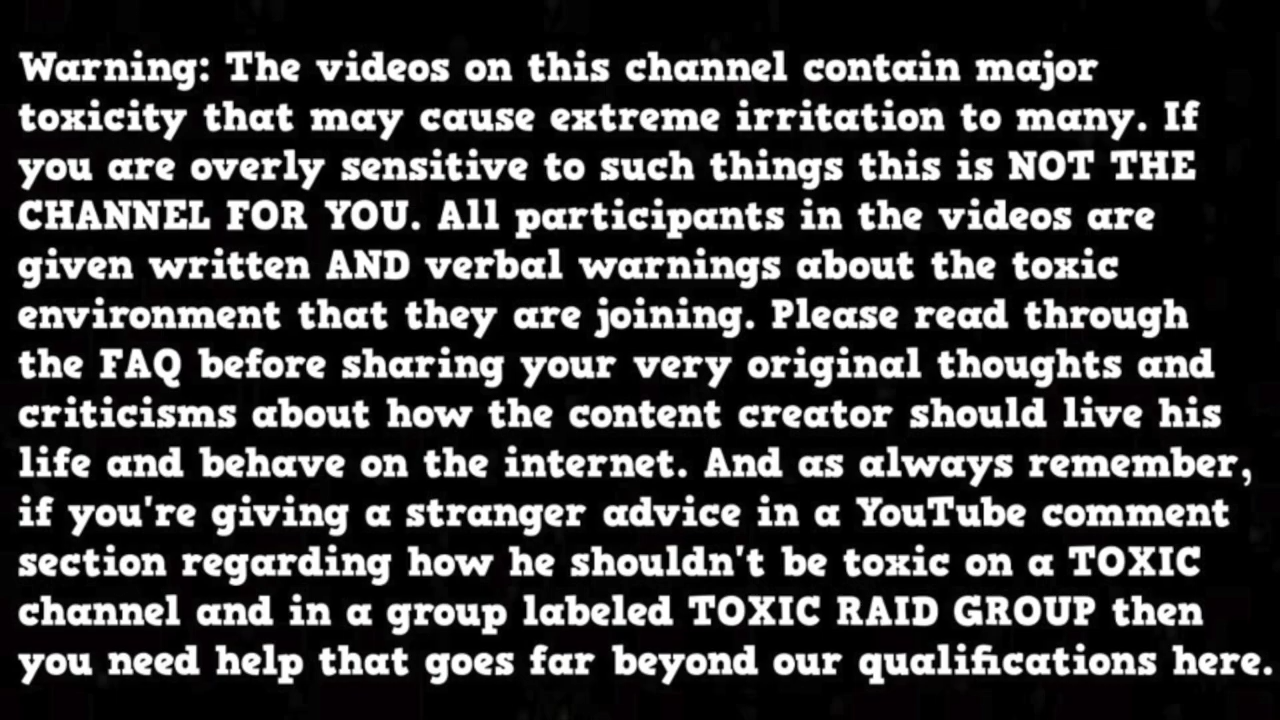 Warning: The videos on this channel contain major
toxicity that may cause extreme irritation to many. If
you are overly sensitive to such things this is NOT THE
CHANNEL FOR YOU. All participants in the videos are
given written AND verbal warnings about the toxic
environment that they are joining. Please read through
the FAQ before sharing your very original thoughts and
criticisms about how the content creator should live his
life and behave on the internet. And as always remember,
if you're giving a stranger advice in a YouTube comment
section regarding how he shouldn't be toxic on a TOXIC
channel and in a group labeled TOXIC RAID GROUP then
you need help that goes far beyond our qualifications here.